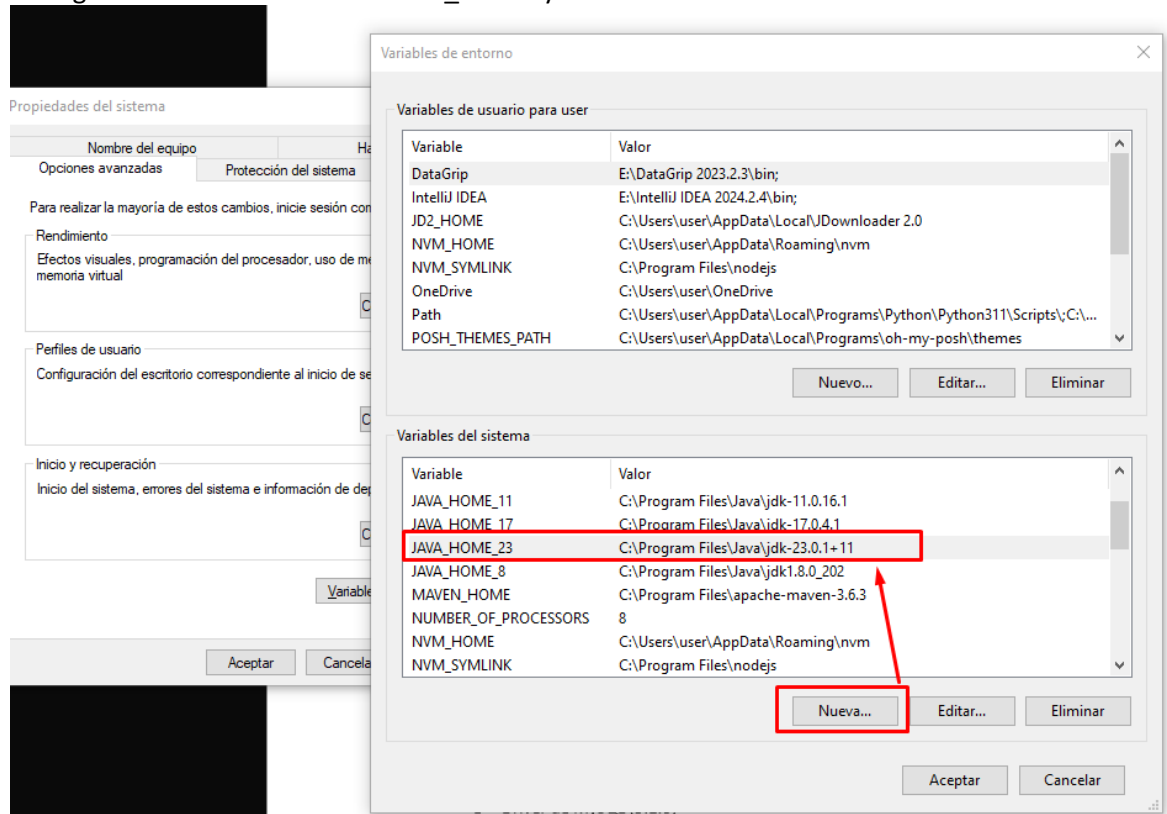 Variables de entorno
Propiedades del sistema
Nombre del equipo
Opciones avanzadas
Protección del sistema
Para realizar la mayoría de estos cambios, inicie sesión
Rendimiento
Efectos visuales, programación del procesador, uso de
memoria virtual
Perfiles de usuario
Configuración del escritorio correspondiente al inicio de
Inicio y recuperación
Inicio del sistema, errores del sistema e información de
Aceptar
Variables de usuario para user
Variable Valor
DataGrip E:\DataGrip 2023.2.3\bin;
IntelliJ IDEA E:\IntelliJ IDEA 2024.2.4\bin;
JD2_HOME C:\Users\user\AppData\Local\JDownloader 2.0
NVM_HOME C:\Users\user\AppData\Roaming\nvm
NVM_SYMLINK C:\Program Files\nodejs
OneDrive C:\Users\user\OneDrive
Path C:\Users\user\AppData\Local\Programs\Python\Python311\Scripts\;C:\...
POSH_THEMES_PATH C:\Users\user\AppData\Local\Programs\oh-my-posh\themes
Nuevo... Editar... Eliminar
Variables del sistema
Variable Valor
JAVA_HOME_11 C:\Program Files\Java\jdk-11.0.16.1
JAVA_HOME_17 C:\Program Files\Java\jdk-17.0.4.1
JAVA_HOME_23 C:\Program Files\Java\jdk-23.0.1+11
JAVA_HOME_8 C:\Program Files\Java\jdk1.8.0_202
MAVEN_HOME C:\Program Files\apache-maven-3.6.3
NUMBER_OF_PROCESSORS 8
NVM_HOME C:\Users\user\AppData\Roaming\nvm
NVM_SYMLINK C:\Program Files\nodejs
Nueva... Editar... Eliminar
Aceptar Cancelar